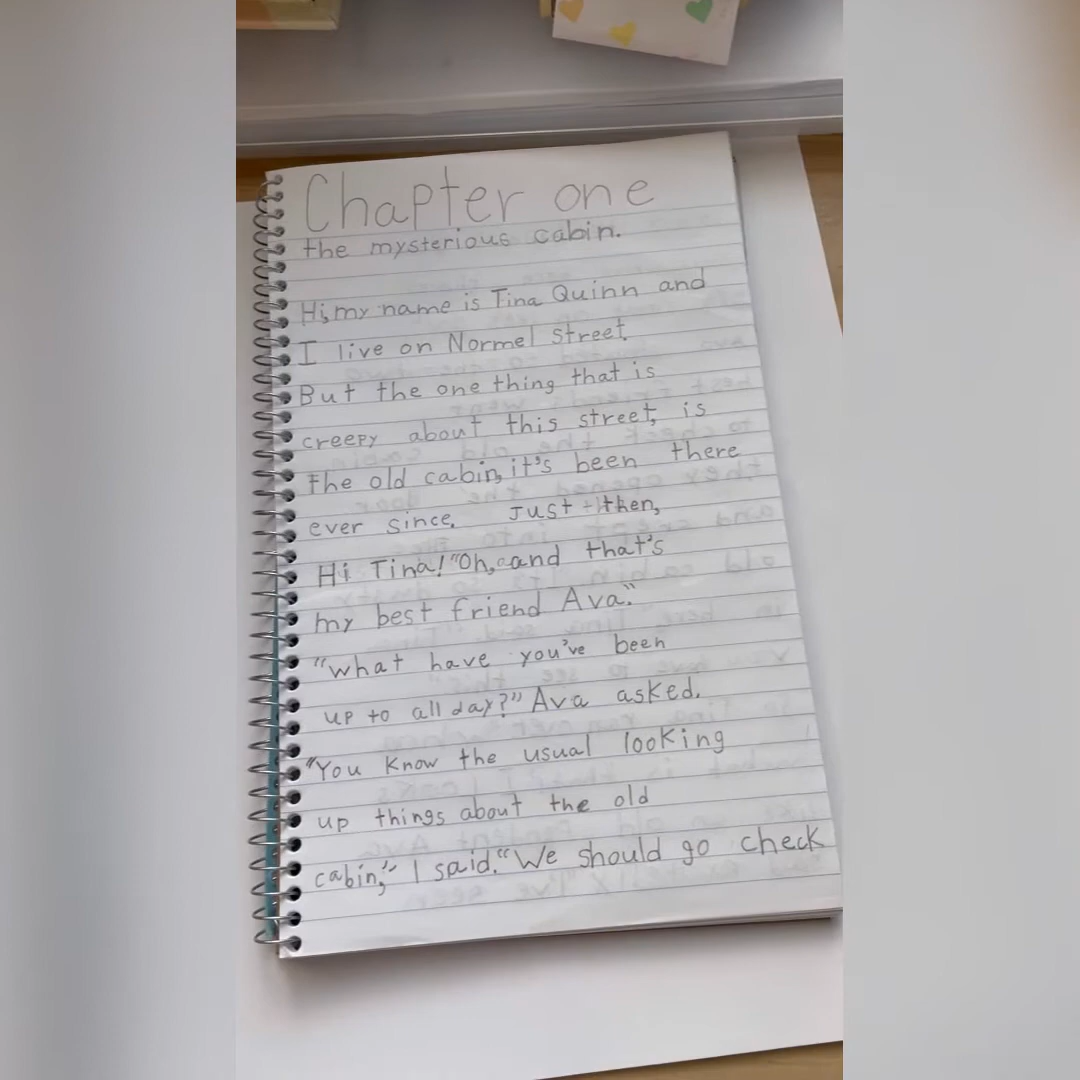 Chapter one
the mysterious cabin.
Hi, my name is Tina Quinn and
I live on Normel Street.
But the one thing that is
creepy about this street, is
the old cabin, it's been there
ever since. Just then,
Hi Tina! "Oh, and that's
my best friend Ava."
"what have you've been
up to all day?" Ava asked.
"You know the usual looking
up things about the old
cabin," I said. "We should go check